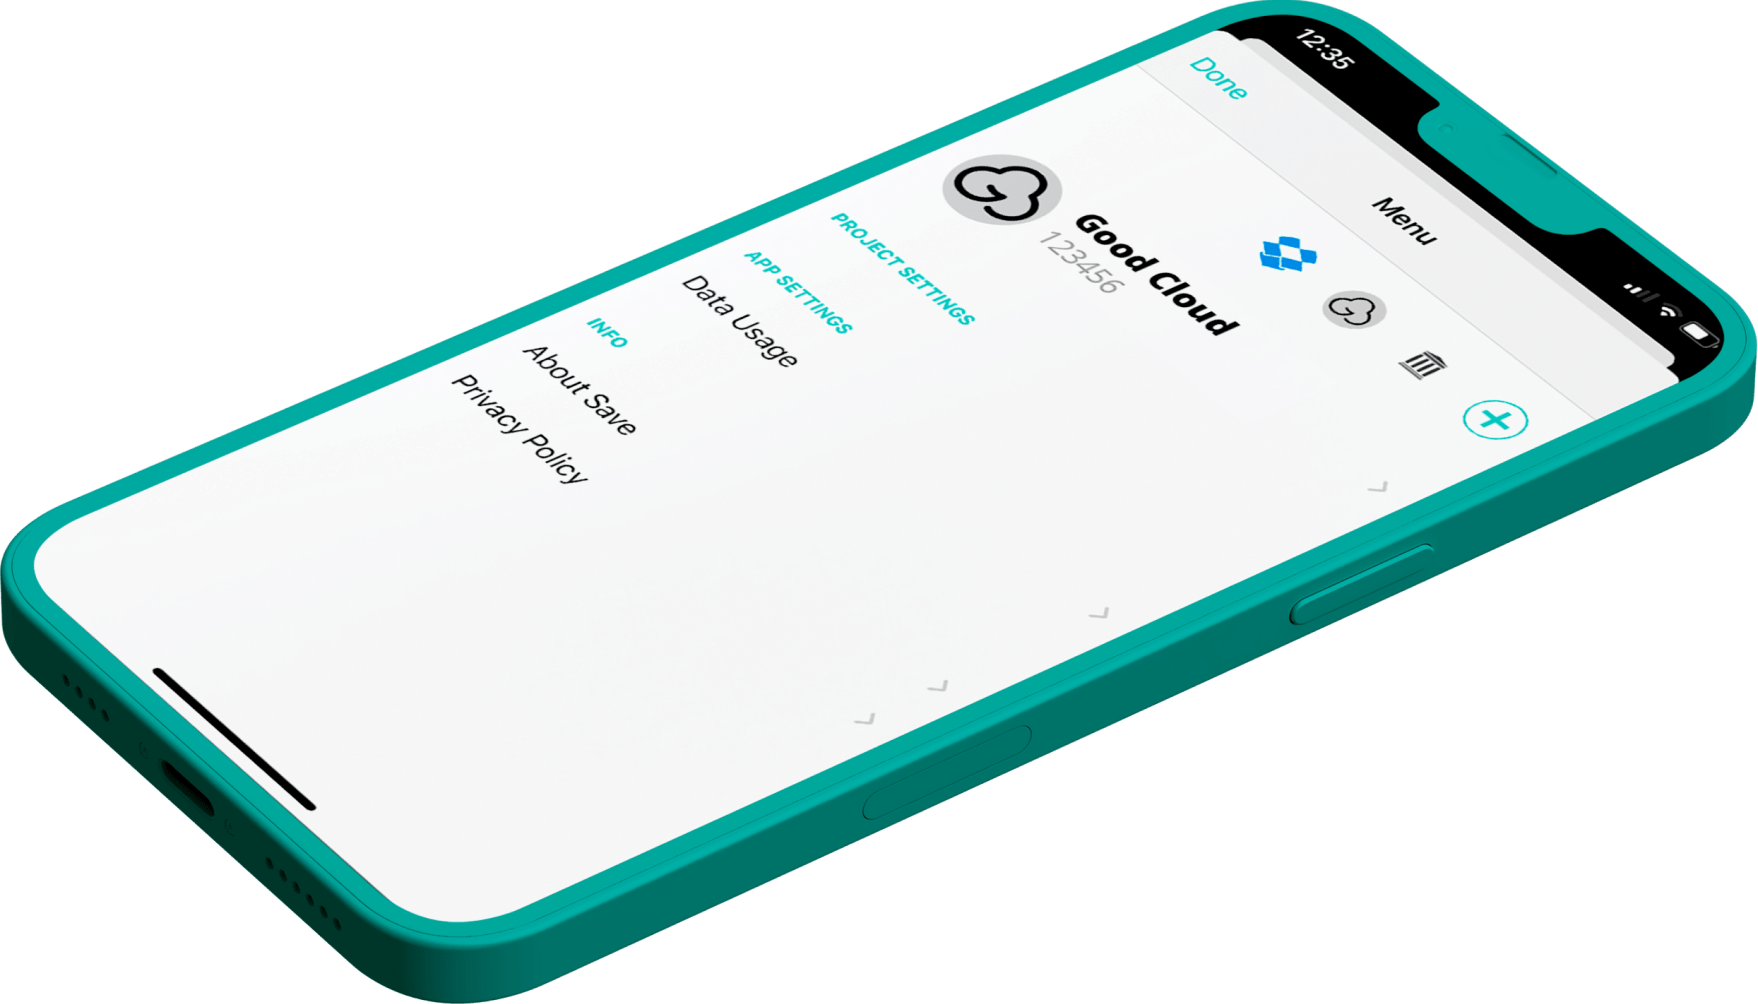 12:35
Done
Menu
Good Cloud
123456
PROJECT SETTINGS
APP SETTINGS
Data Usage
INFO
About Save
Privacy Policy